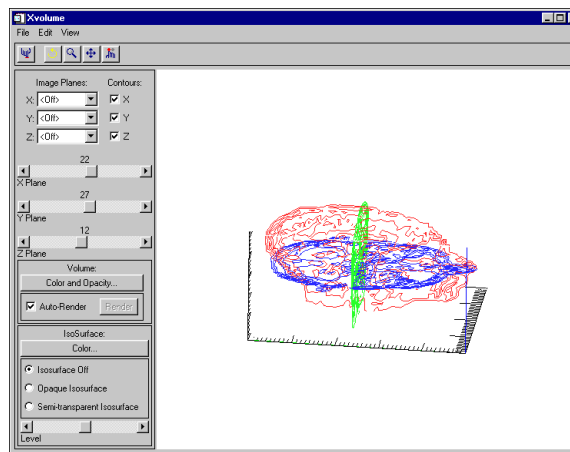 Xvolume
File Edit View
Image Planes: Contours:
X: <Off> X
Y: <Off> Y
Z: <Off> Z
22
X Plane
27
Y Plane
12
Z Plane
Volume:
Color and Opacity...
Auto-Render Render
IsoSurface:
Color...
Isosurface Off
Opaque Isosurface
Semi-transparent Isosurface
Level